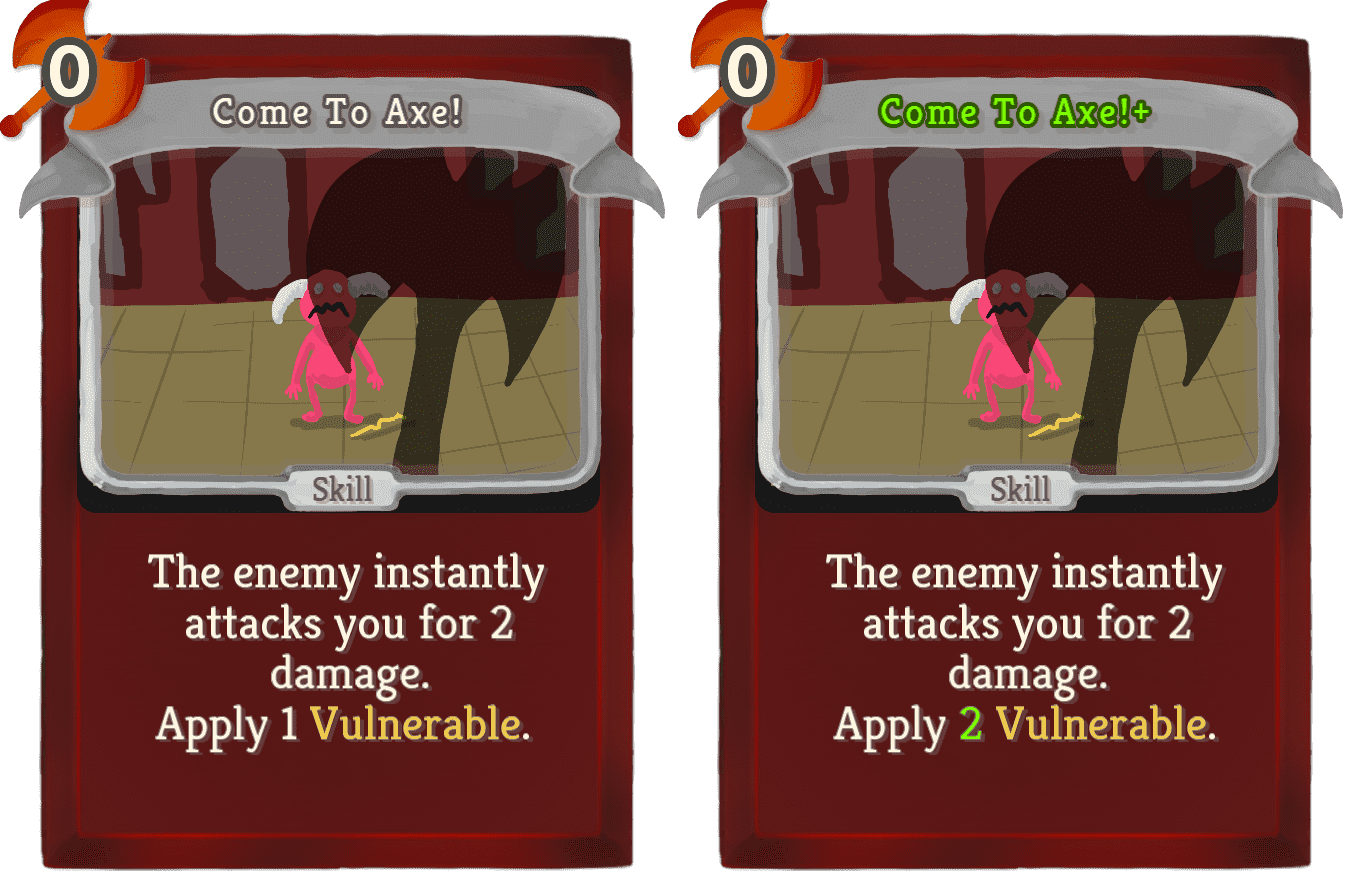 0
Come To Axe!
Skill
The enemy instantly
attacks you for 2
damage.
Apply 1 Vulnerable.
0
Come To Axe!+
Skill
The enemy instantly
attacks you for 2
damage.
Apply 2 Vulnerable.